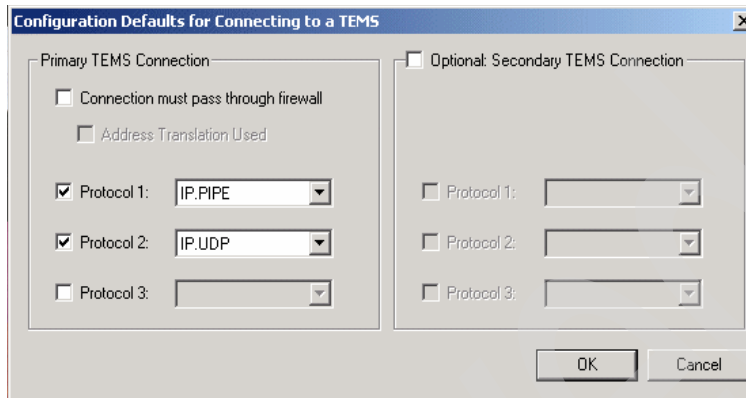 Configuration Defaults for Connecting to a TEMS
Primary TEMS Connection
Connection must pass through firewall
Address Translation Used
Protocol 1: IP.PIPE
Protocol 2: IP.UDP
Protocol 3:
Optional: Secondary TEMS Connection
Protocol 1:
Protocol 2:
Protocol 3:
OK Cancel